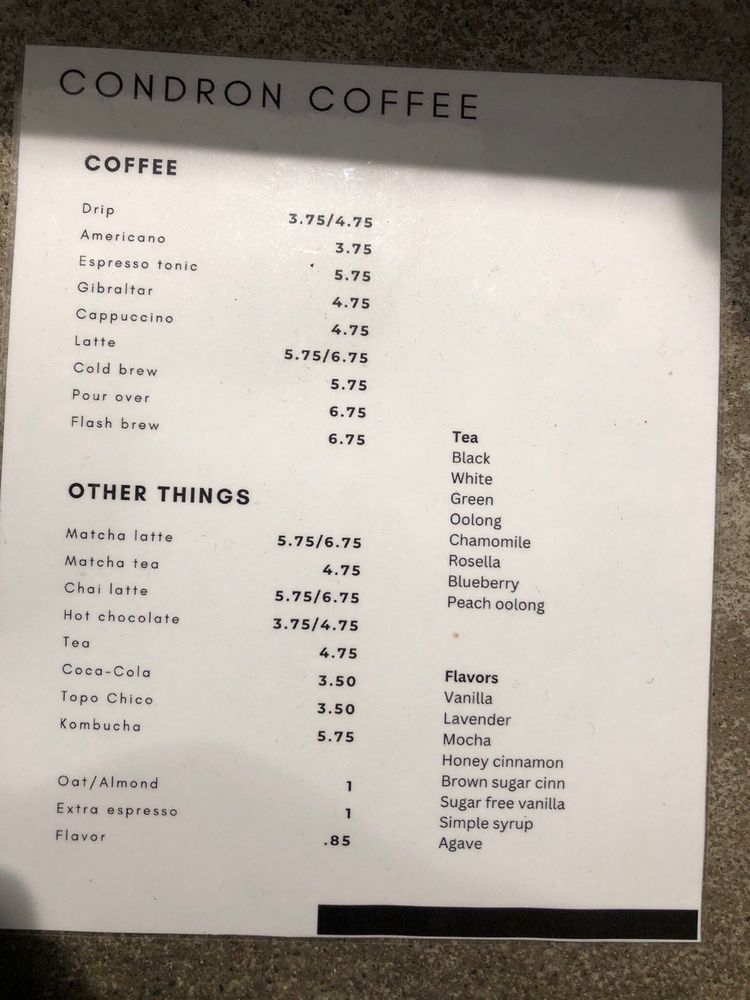 CONDRON COFFEE
COFFEE
Drip 3.75/4.75
Americano 3.75
Espresso tonic 5.75
Gibraltar 4.75
Cappuccino 4.75
Latte 5.75/6.75
Cold brew 5.75
Pour over 6.75
Flash brew 6.75
OTHER THINGS
Matcha latte 5.75/6.75
Matcha tea 4.75
Chai latte 5.75/6.75
Hot chocolate 3.75/4.75
Tea 4.75
Coca-Cola 3.50
Topo Chico 3.50
Kombucha 5.75
Oat/Almond 1
Extra espresso 1
Flavor .85
Tea
Black
White
Green
Oolong
Chamomile
Rosella
Blueberry
Peach oolong
Flavors
Vanilla
Lavender
Mocha
Honey cinnamon
Brown sugar cinn
Sugar free vanilla
Simple syrup
Agave